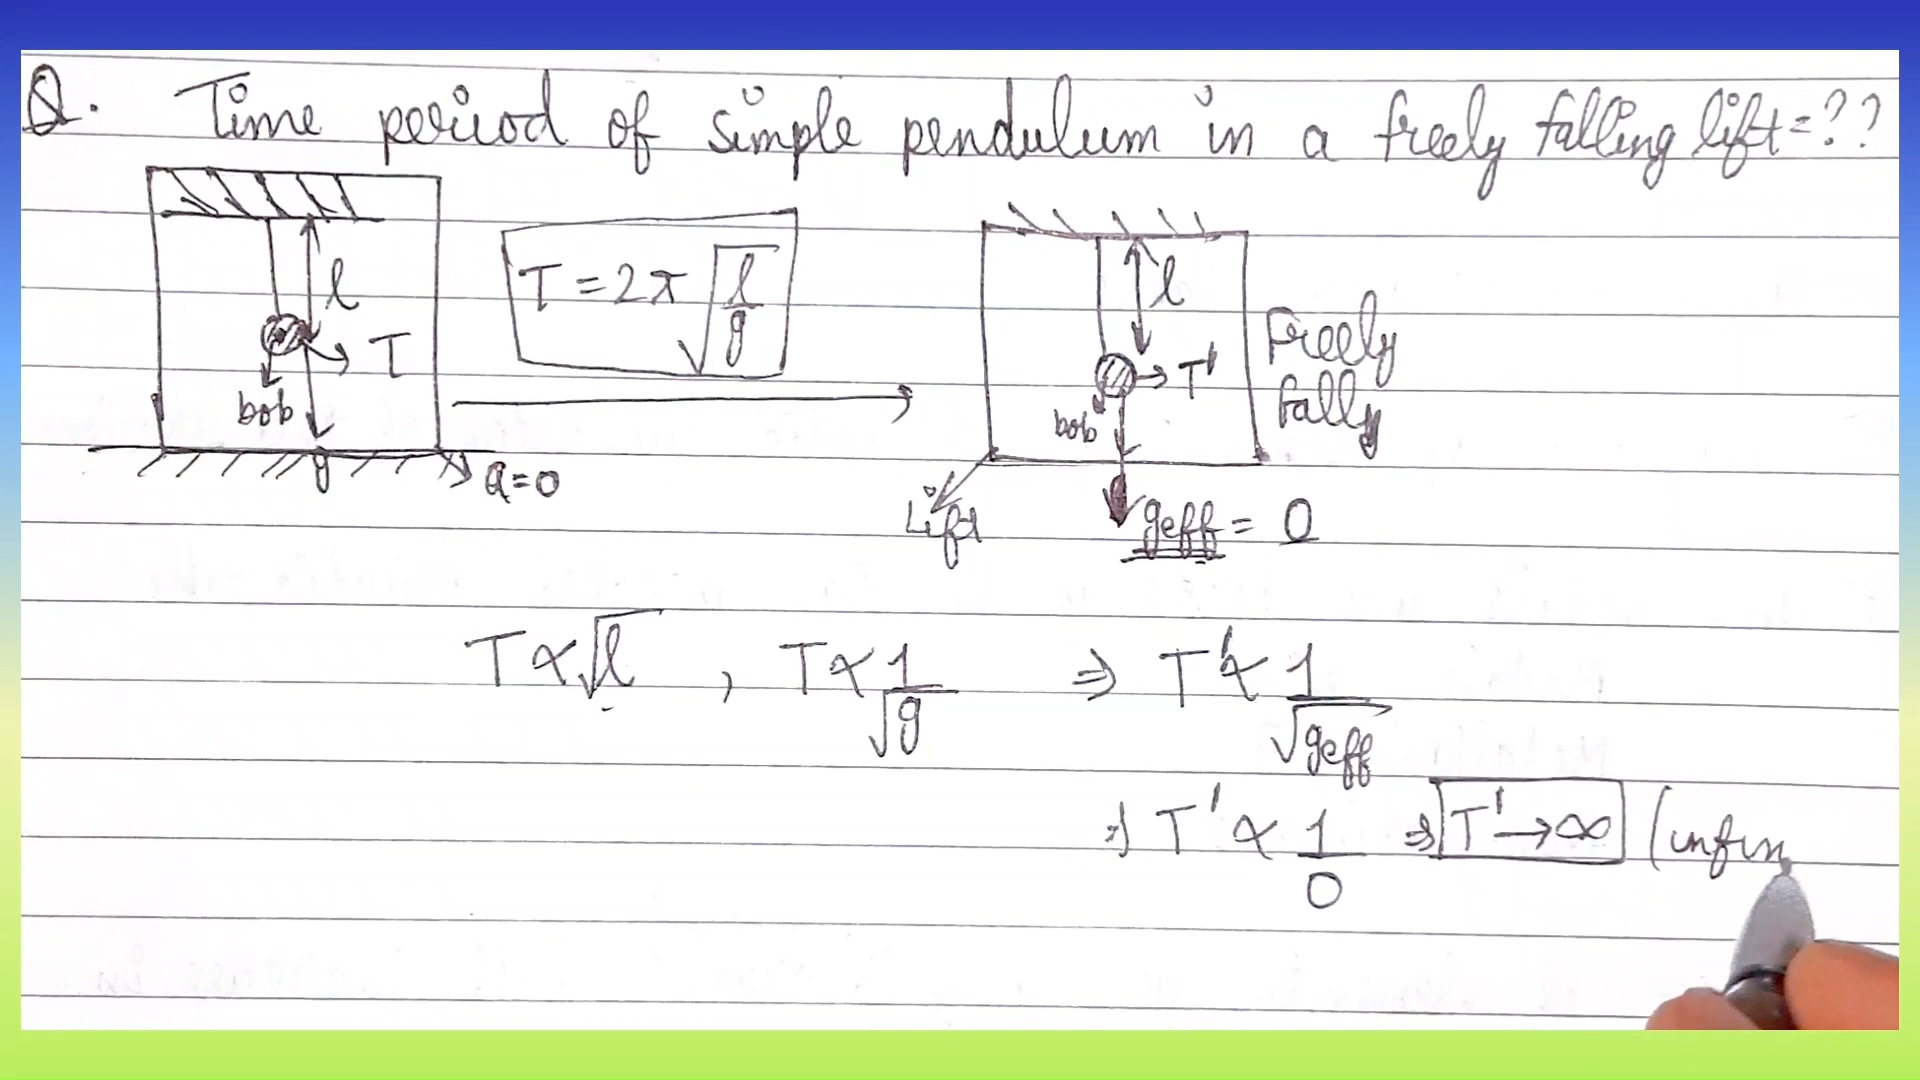 Q. Time period of simple pendulum in a freely falling lift=??
l
T
bob
g
a=0
T = 2π √l/g
l
T'
bob
Freely
fally
Lift
geff = 0
T ∝ √l , T ∝ 1/√g ⇒ T' ∝ 1/√geff
⇒ T' ∝ 1/0 ⇒ T' → ∞ (infin